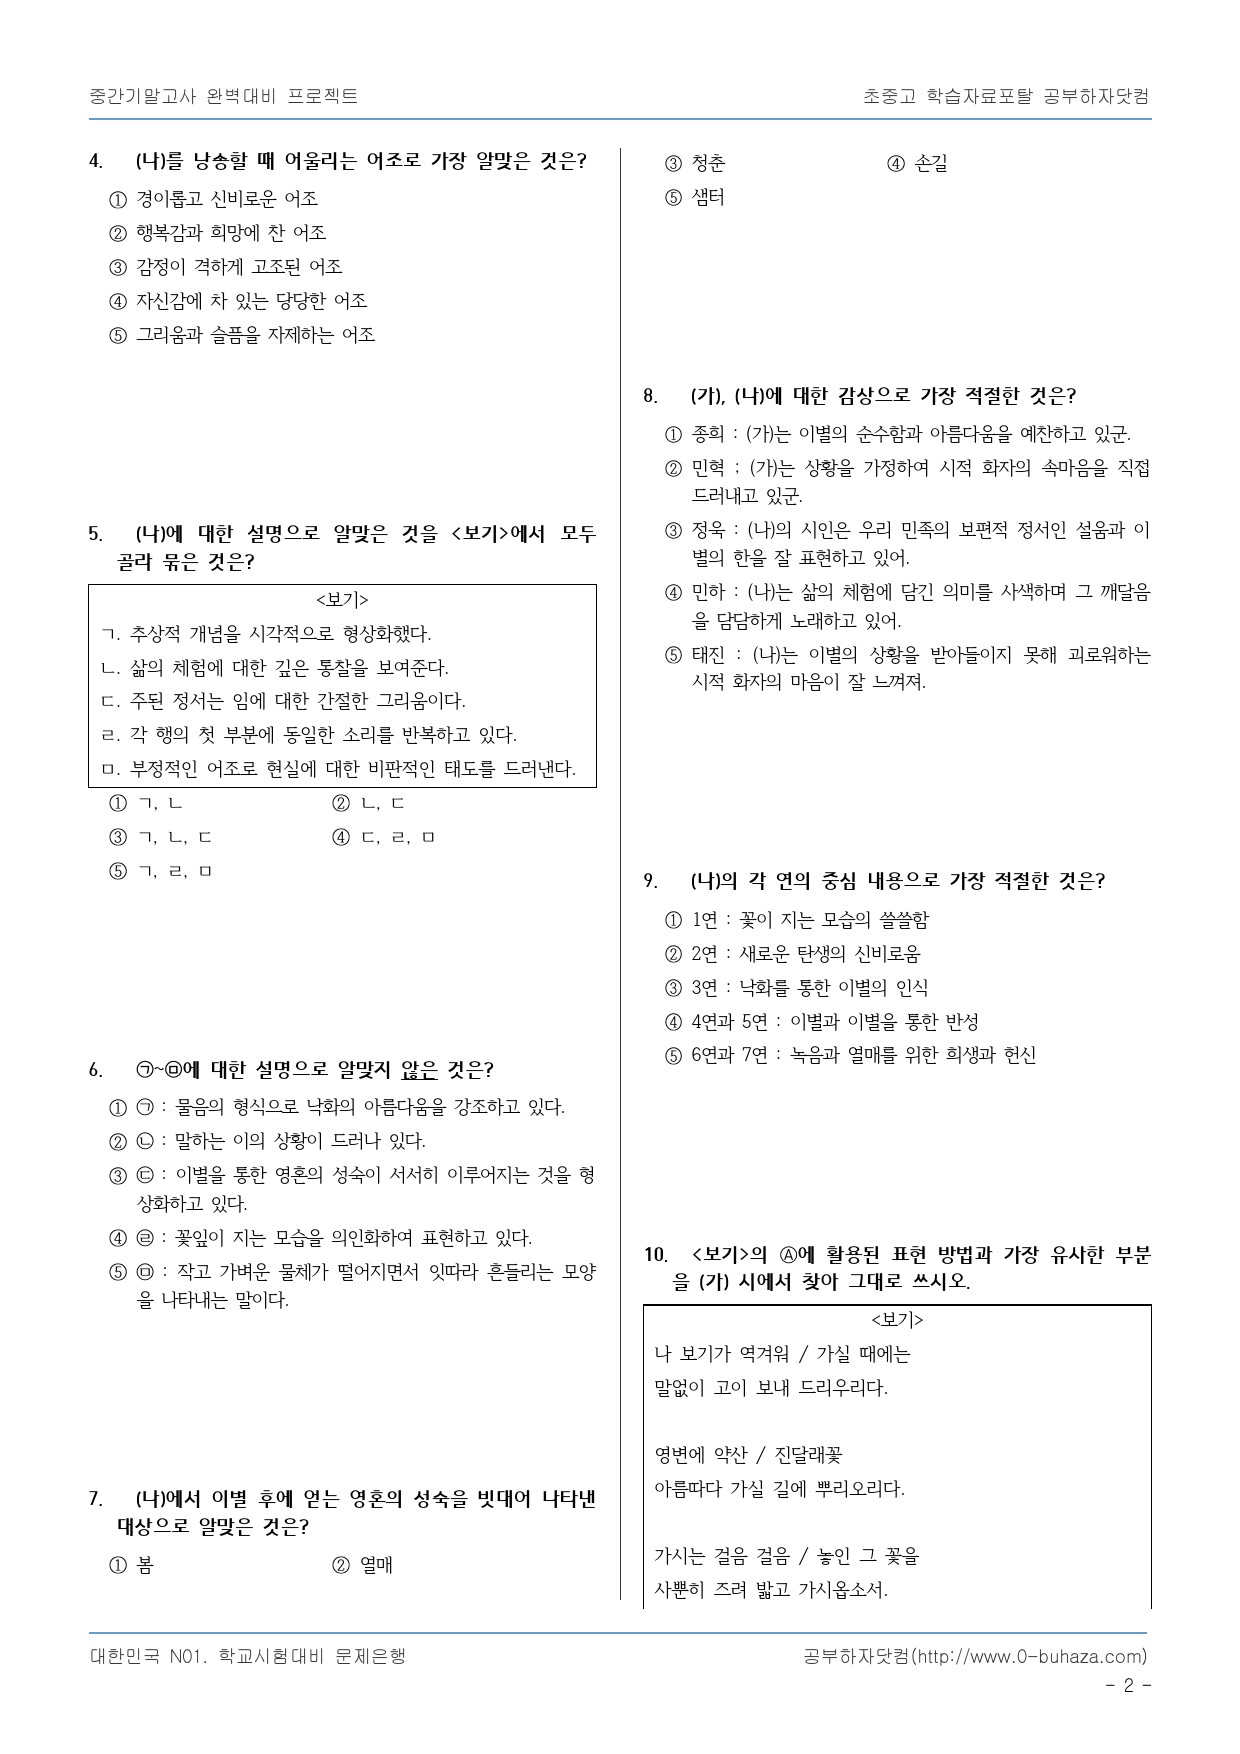 중간기말고사 완벽대비 프로젝트
초중고 학습자료포탈 공부하자닷컴
4. (나)를 낭송할 때 어울리는 어조로 가장 알맞은 것은?
① 경이롭고 신비로운 어조
② 행복감과 희망에 찬 어조
③ 감정이 격하게 고조된 어조
④ 자신감에 차 있는 당당한 어조
⑤ 그리움과 슬픔을 자제하는 어조
5. (나)에 대한 설명으로 알맞은 것을 <보기>에서 모두
골라 묶은 것은?
<보기>
ㄱ. 추상적 개념을 시각적으로 형상화했다.
ㄴ. 삶의 체험에 대한 깊은 통찰을 보여준다.
ㄷ. 주된 정서는 임에 대한 간절한 그리움이다.
ㄹ. 각 행의 첫 부분에 동일한 소리를 반복하고 있다.
ㅁ. 부정적인 어조로 현실에 대한 비판적인 태도를 드러낸다.
① ㄱ, ㄴ ② ㄴ, ㄷ
③ ㄱ, ㄴ, ㄷ ④ ㄷ, ㄹ, ㅁ
⑤ ㄱ, ㄹ, ㅁ
6. ㉠~㉤에 대한 설명으로 알맞지 않은 것은?
① ㉠ : 물음의 형식으로 낙화의 아름다움을 강조하고 있다.
② ㉡ : 말하는 이의 상황이 드러나 있다.
③ ㉢ : 이별을 통한 영혼의 성숙이 서서히 이루어지는 것을 형
상화하고 있다.
④ ㉣ : 꽃잎이 지는 모습을 의인화하여 표현하고 있다.
⑤ ㉤ : 작고 가벼운 물체가 떨어지면서 잇따라 흔들리는 모양
을 나타내는 말이다.
7. (나)에서 이별 후에 얻는 영혼의 성숙을 빗대어 나타낸
대상으로 알맞은 것은?
① 봄 ② 열매
③ 청춘 ④ 손길
⑤ 샘터
8. (가), (나)에 대한 감상으로 가장 적절한 것은?
① 종희 : (가)는 이별의 순수함과 아름다움을 예찬하고 있군.
② 민혁 ; (가)는 상황을 가정하여 시적 화자의 속마음을 직접
드러내고 있군.
③ 정욱 : (나)의 시인은 우리 민족의 보편적 정서인 설움과 이
별의 한을 잘 표현하고 있어.
④ 민하 : (나)는 삶의 체험에 담긴 의미를 사색하며 그 깨달음
을 담담하게 노래하고 있어.
⑤ 태진 : (나)는 이별의 상황을 받아들이지 못해 괴로워하는
시적 화자의 마음이 잘 느껴져.
9. (나)의 각 연의 중심 내용으로 가장 적절한 것은?
① 1연 : 꽃이 지는 모습의 쓸쓸함
② 2연 : 새로운 탄생의 신비로움
③ 3연 : 낙화를 통한 이별의 인식
④ 4연과 5연 : 이별과 이별을 통한 반성
⑤ 6연과 7연 : 녹음과 열매를 위한 희생과 헌신
10. <보기>의 Ⓐ에 활용된 표현 방법과 가장 유사한 부분
을 (가) 시에서 찾아 그대로 쓰시오.
<보기>
나 보기가 역겨워 / 가실 때에는
말없이 고이 보내 드리우리다.
영변에 약산 / 진달래꽃
아름따다 가실 길에 뿌리오리다.
가시는 걸음 걸음 / 놓인 그 꽃을
사뿐히 즈려 밟고 가시옵소서.
대한민국 N01. 학교시험대비 문제은행
공부하자닷컴(http://www.0-buhaza.com)
- 2 -